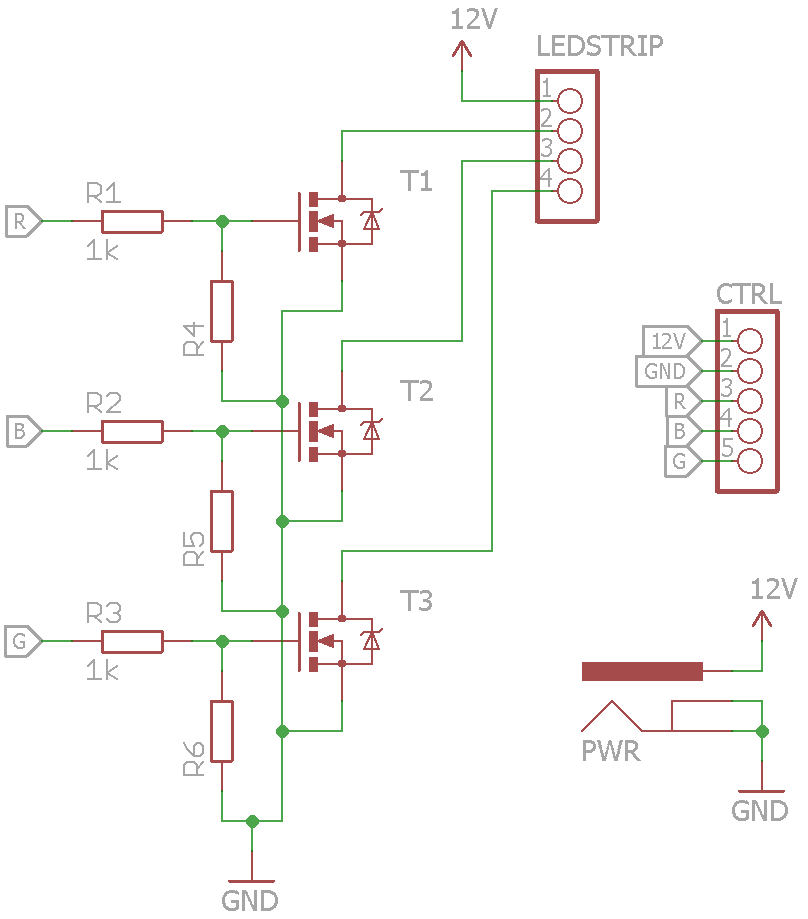 12V
LEDSTRIP
1
2
3
4
T1
R1
R
1k
R4
T2
R2
B
1k
R5
T3
R3
G
1k
R6
GND
CTRL
12V 1
GND 2
R 3
B 4
G 5
12V
PWR
GND